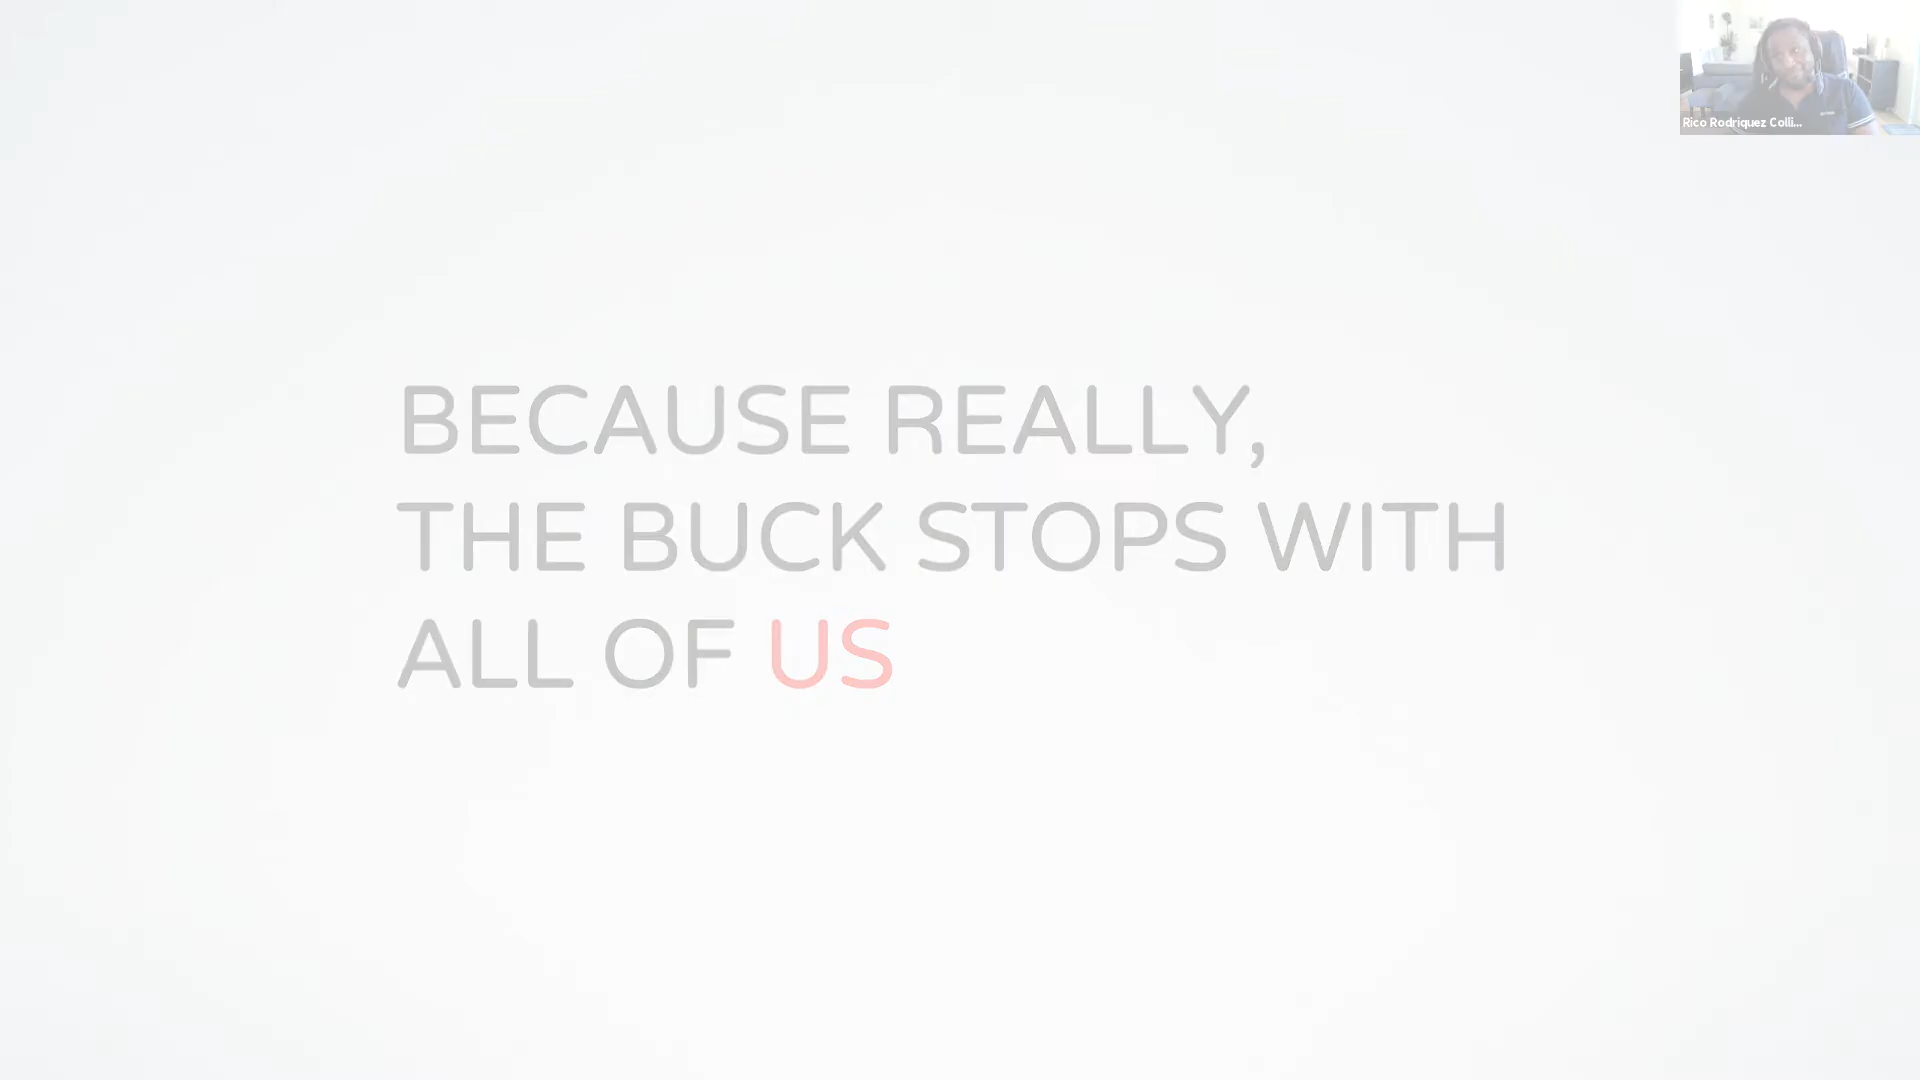 Rico Rodriquez Colli...
BECAUSE REALLY,
THE BUCK STOPS WITH
ALL OF US